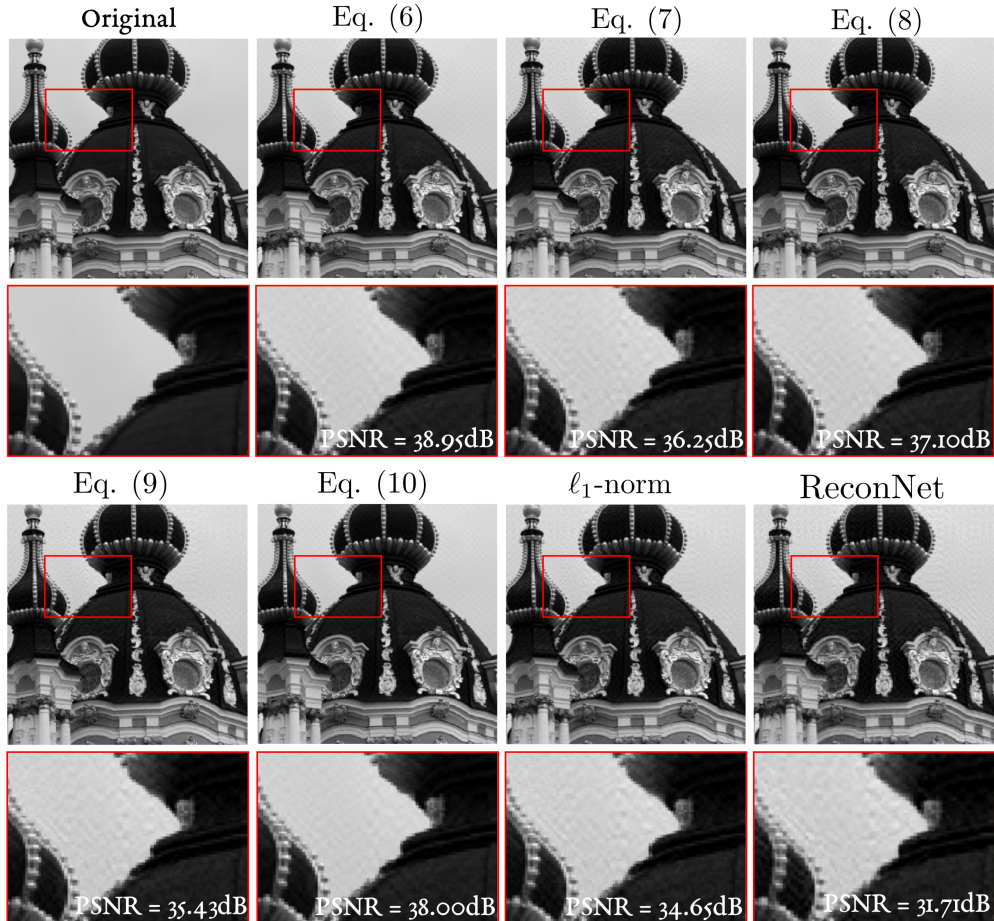 Original
Eq. (6)
Eq. (7)
Eq. (8)
PSNR = 38.95dB
PSNR = 36.25dB
PSNR = 37.10dB
Eq. (9)
Eq. (10)
ℓ₁-norm
ReconNet
PSNR = 35.43dB
PSNR = 38.00dB
PSNR = 34.65dB
PSNR = 31.71dB